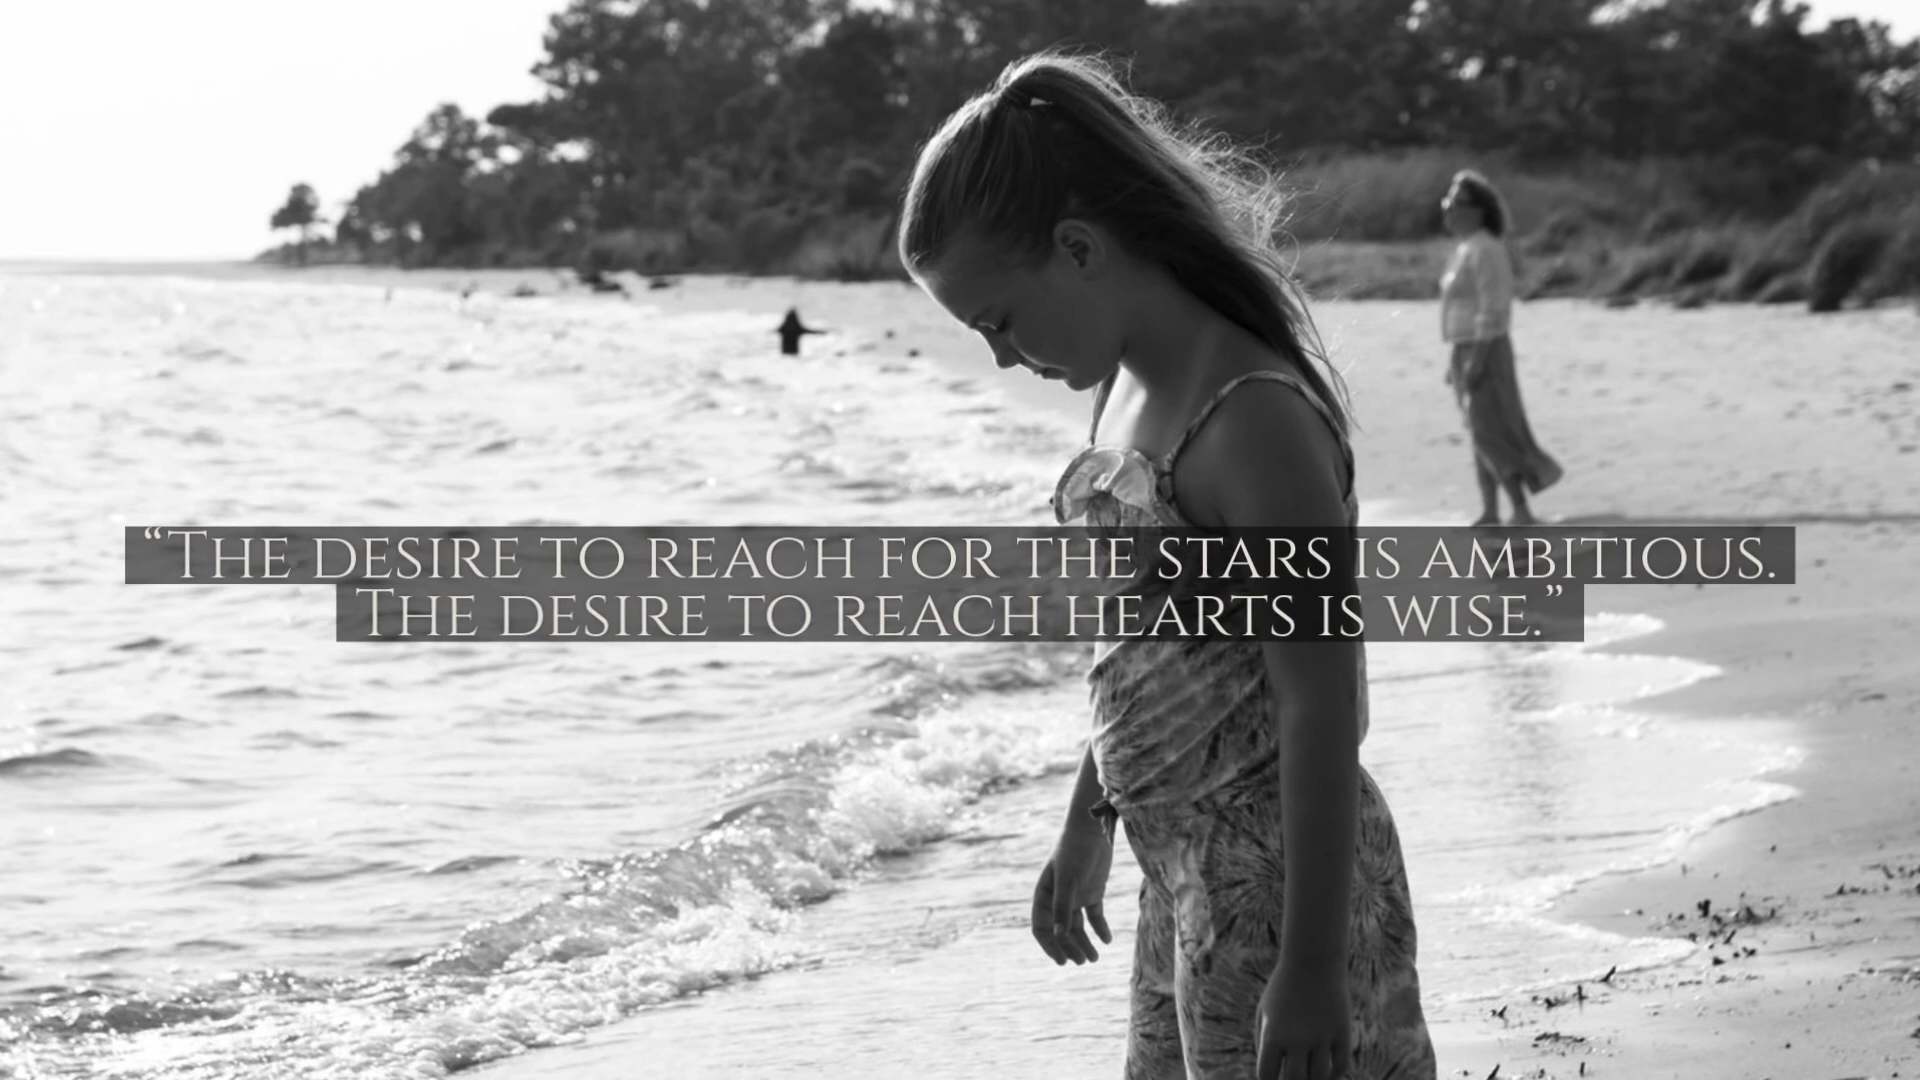 “The desire to reach for the stars is ambitious.
The desire to reach hearts is wise.”